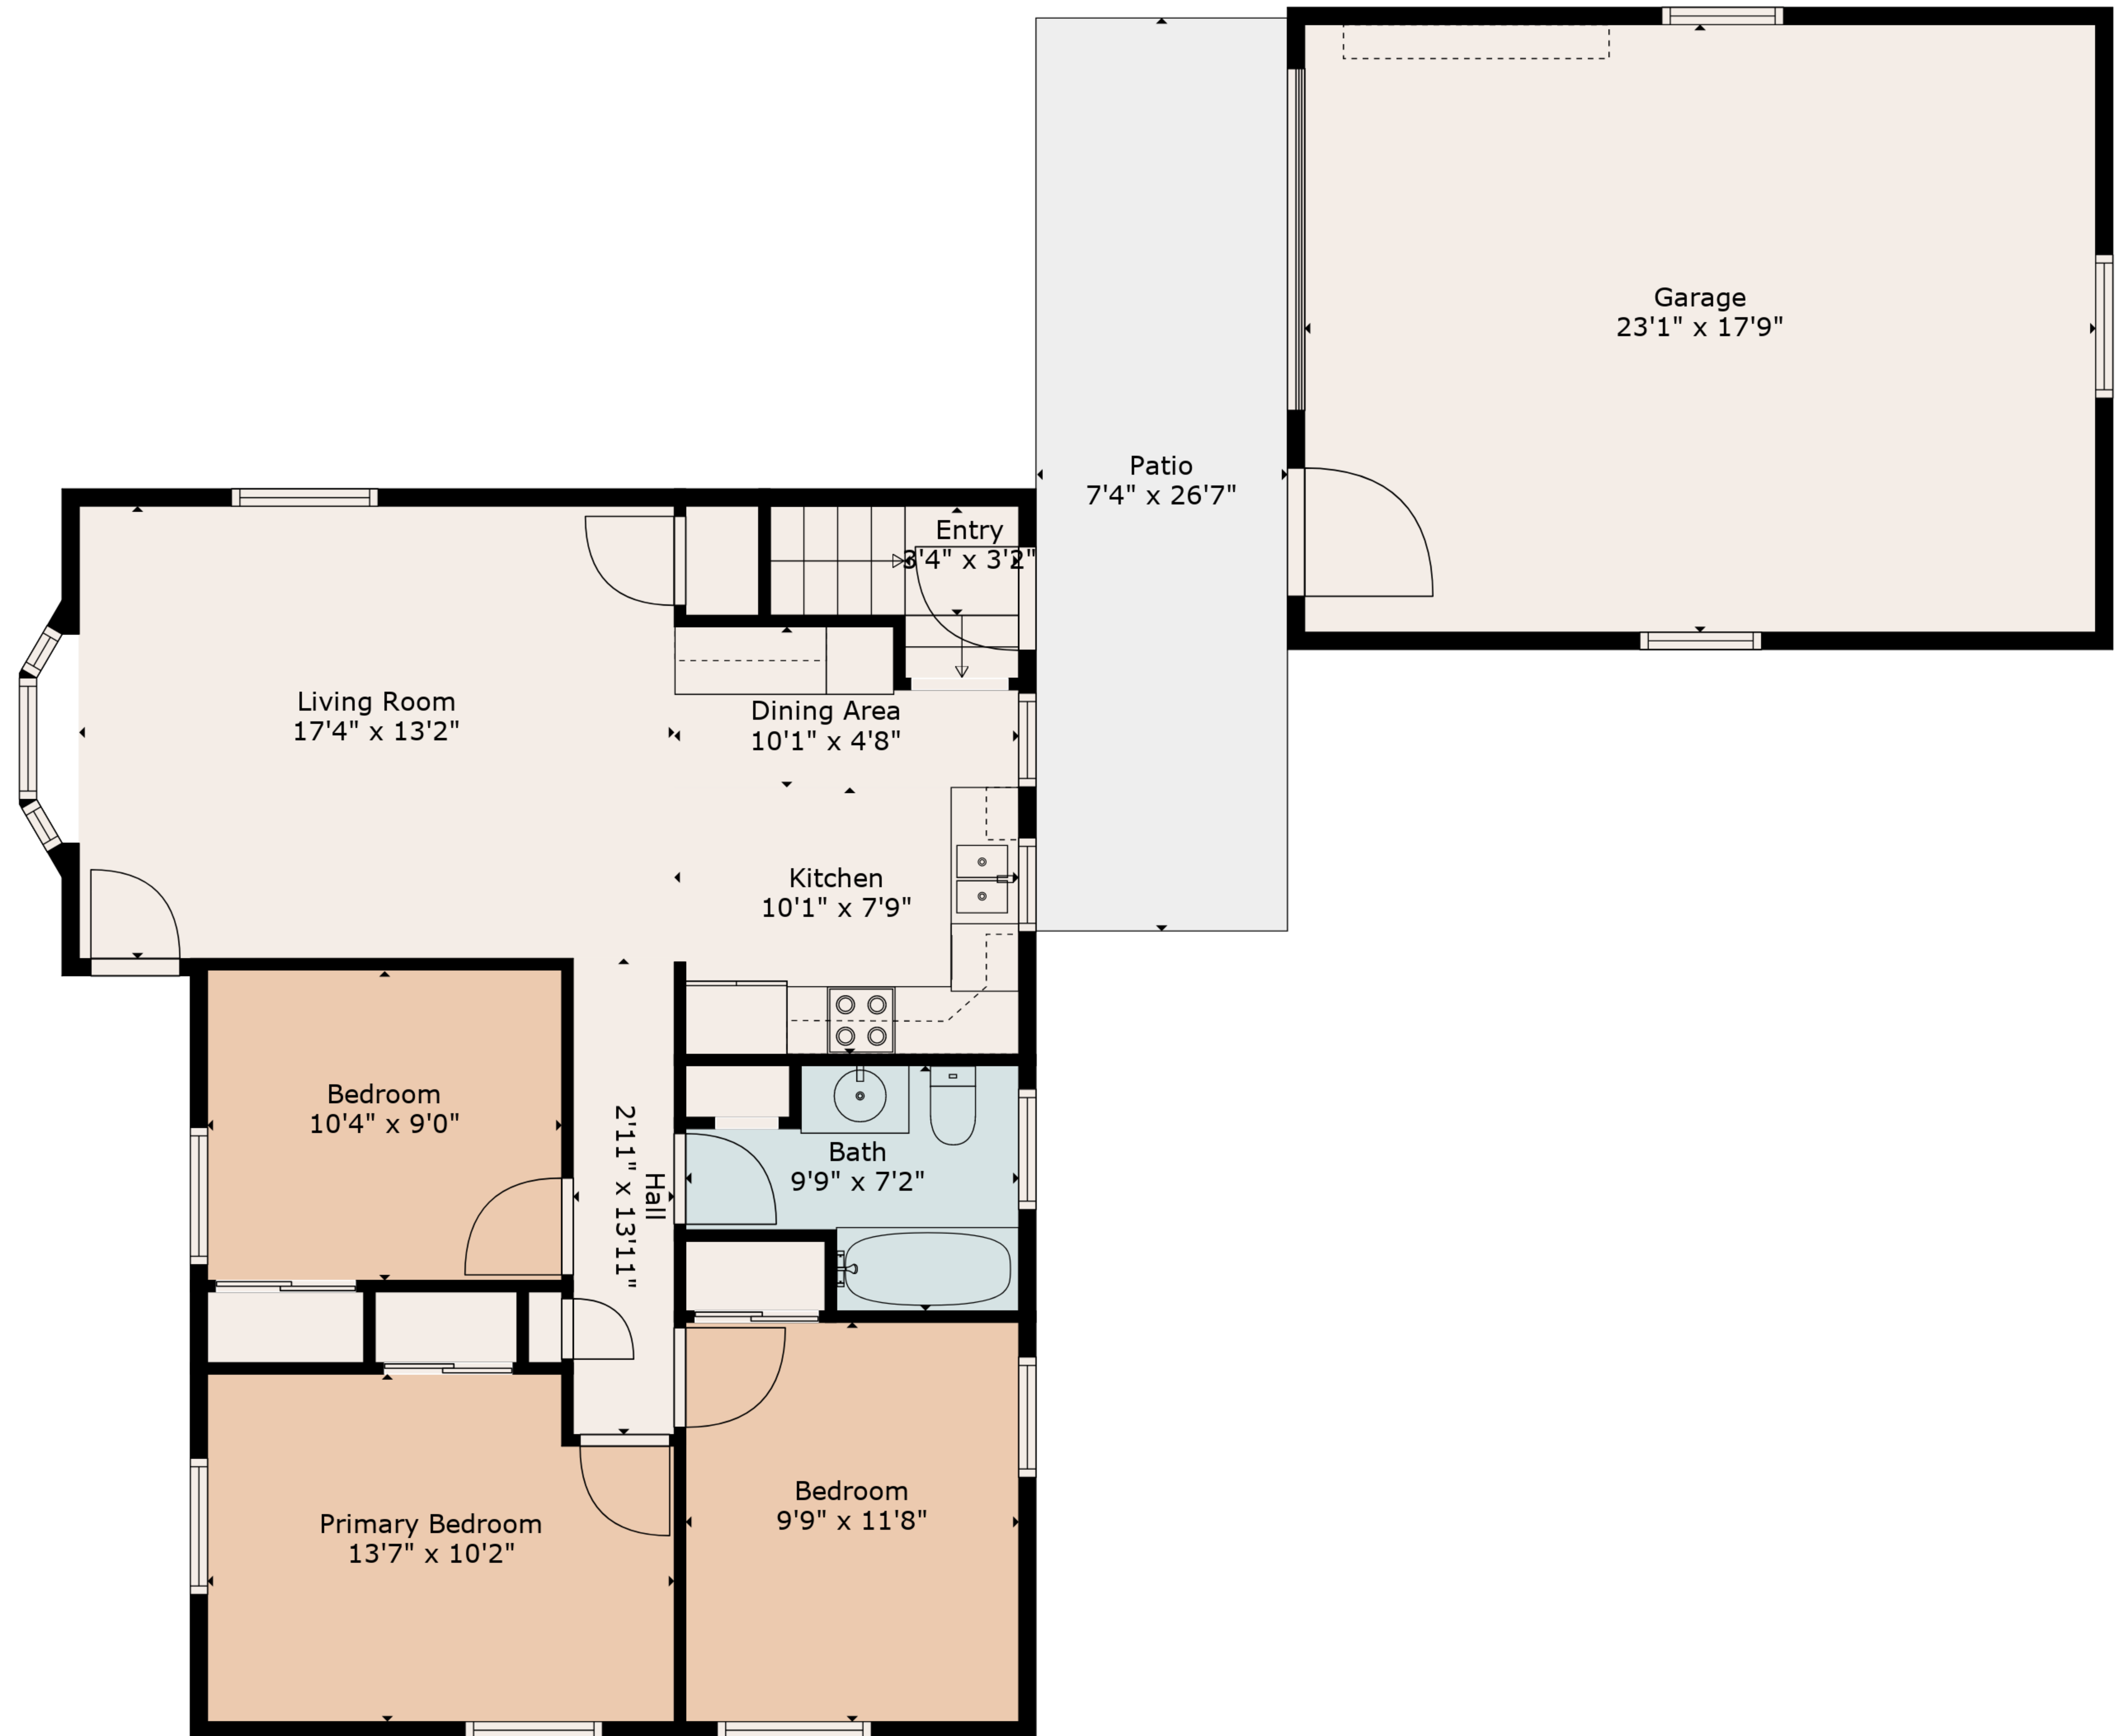 Garage
23'1" x 17'9"
Patio
7'4" x 26'7"
Entry
3'4" x 3'2"
Living Room
17'4" x 13'2"
Dining Area
10'1" x 4'8"
Kitchen
10'1" x 7'9"
Bedroom
10'4" x 9'0"
Hall
2'11" x 13'11"
Bath
9'9" x 7'2"
Primary Bedroom
13'7" x 10'2"
Bedroom
9'9" x 11'8"